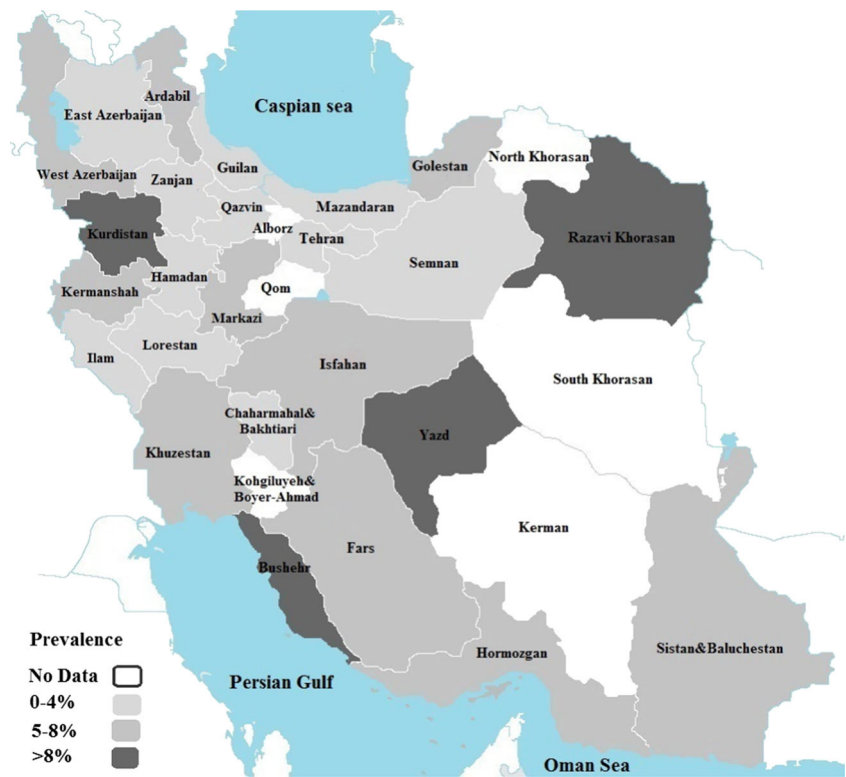 Ardabil
East Azerbaijan
Caspian sea
North Khorasan
Golestan
Guilan
West Azerbaijan
Zanjan
Qazvin
Mazandaran
Alborz
Kurdistan
Tehran
Razavi Khorasan
Semnan
Hamadan
Qom
Kermanshah
Markazi
Lorestan
Ilam
Isfahan
South Khorasan
Chaharmahal&
Bakhtiari
Yazd
Khuzestan
Kohgiluyeh&
Boyer-Ahmad
Kerman
Fars
Bushehr
Hormozgan
Sistan&Baluchestan
Persian Gulf
Oman Sea
Prevalence
No Data
0-4%
5-8%
>8%